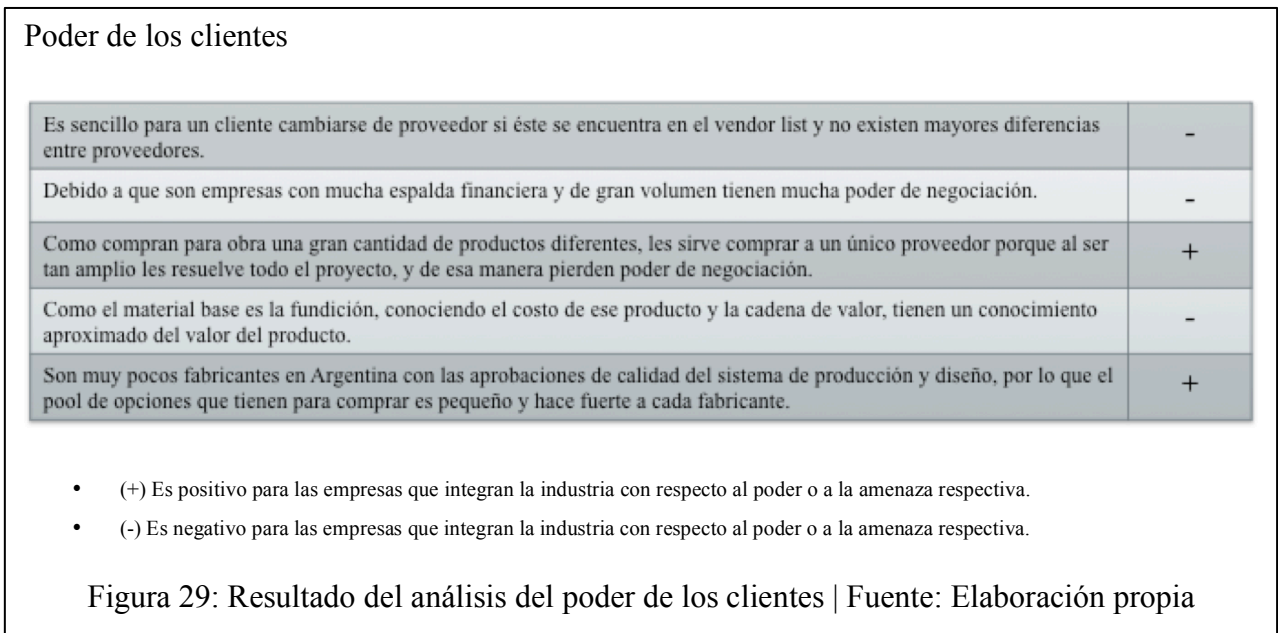 Poder de los clientes
Es sencillo para un cliente cambiarse de proveedor si éste se encuentra en el vendor list y no existen mayores diferencias
entre proveedores.
-
Debido a que son empresas con mucha espalda financiera y de gran volumen tienen mucha poder de negociación.
-
Como compran para obra una gran cantidad de productos diferentes, les sirve comprar a un único proveedor porque al ser
tan amplio les resuelve todo el proyecto, y de esa manera pierden poder de negociación.
+
Como el material base es la fundición, conociendo el costo de ese producto y la cadena de valor, tienen un conocimiento
aproximado del valor del producto.
-
Son muy pocos fabricantes en Argentina con las aprobaciones de calidad del sistema de producción y diseño, por lo que el
pool de opciones que tienen para comprar es pequeño y hace fuerte a cada fabricante.
+
• (+) Es positivo para las empresas que integran la industria con respecto al poder o a la amenaza respectiva.
• (-) Es negativo para las empresas que integran la industria con respecto al poder o a la amenaza respectiva.
Figura 29: Resultado del análisis del poder de los clientes | Fuente: Elaboración propia